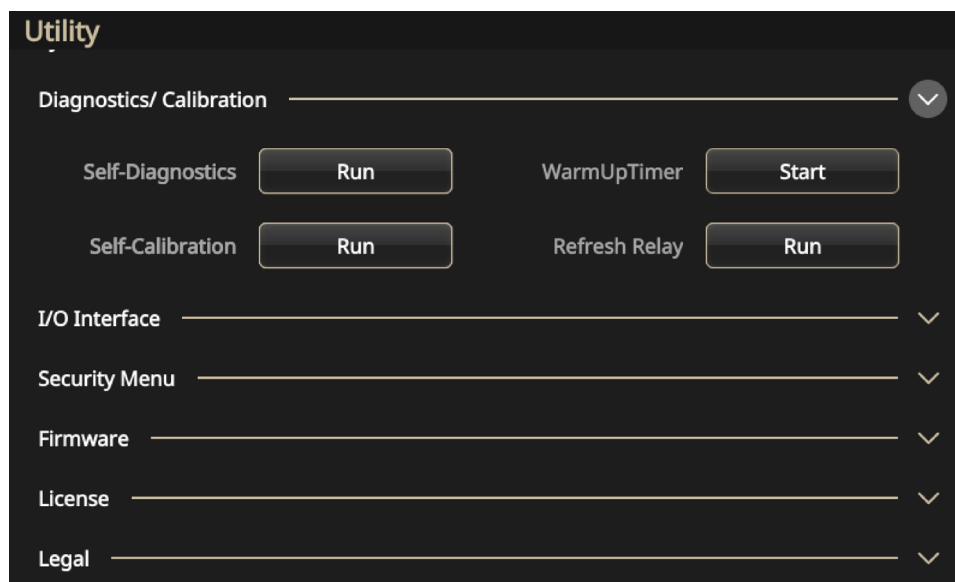 Utility
Diagnostics/ Calibration
Self-Diagnostics Run WarmUpTimer Start
Self-Calibration Run Refresh Relay Run
I/O Interface
Security Menu
Firmware
License
Legal